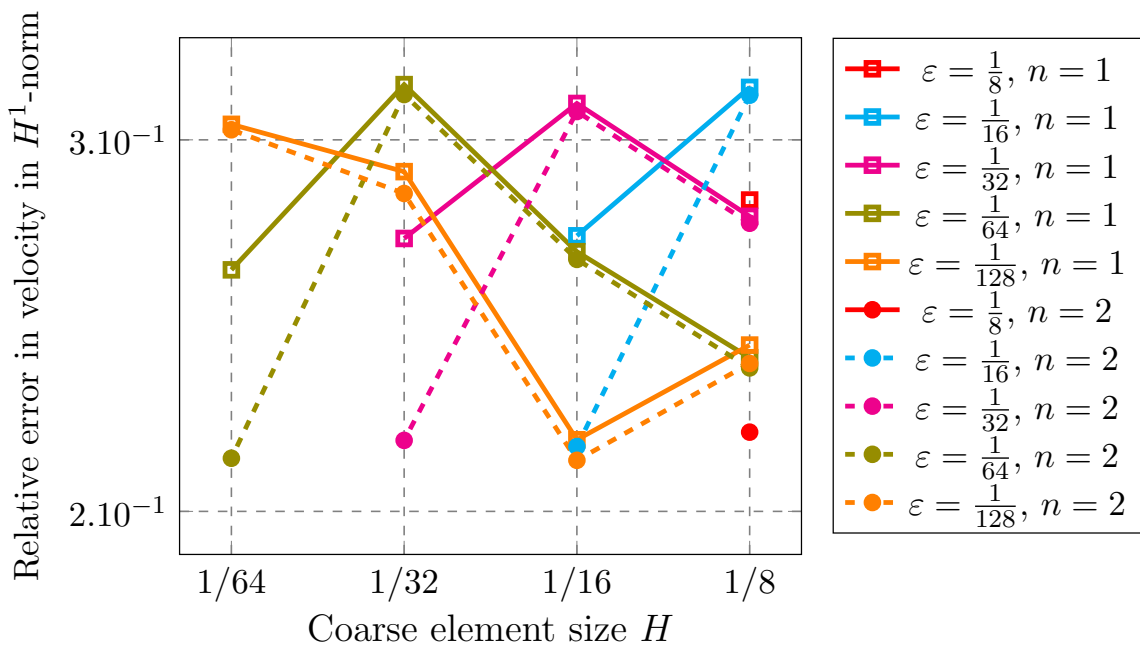 Relative error in velocity in H¹-norm
3.10⁻¹
2.10⁻¹
1/64 1/32 1/16 1/8
Coarse element size H
ε = 1/8, n = 1
ε = 1/16, n = 1
ε = 1/32, n = 1
ε = 1/64, n = 1
ε = 1/128, n = 1
ε = 1/8, n = 2
ε = 1/16, n = 2
ε = 1/32, n = 2
ε = 1/64, n = 2
ε = 1/128, n = 2